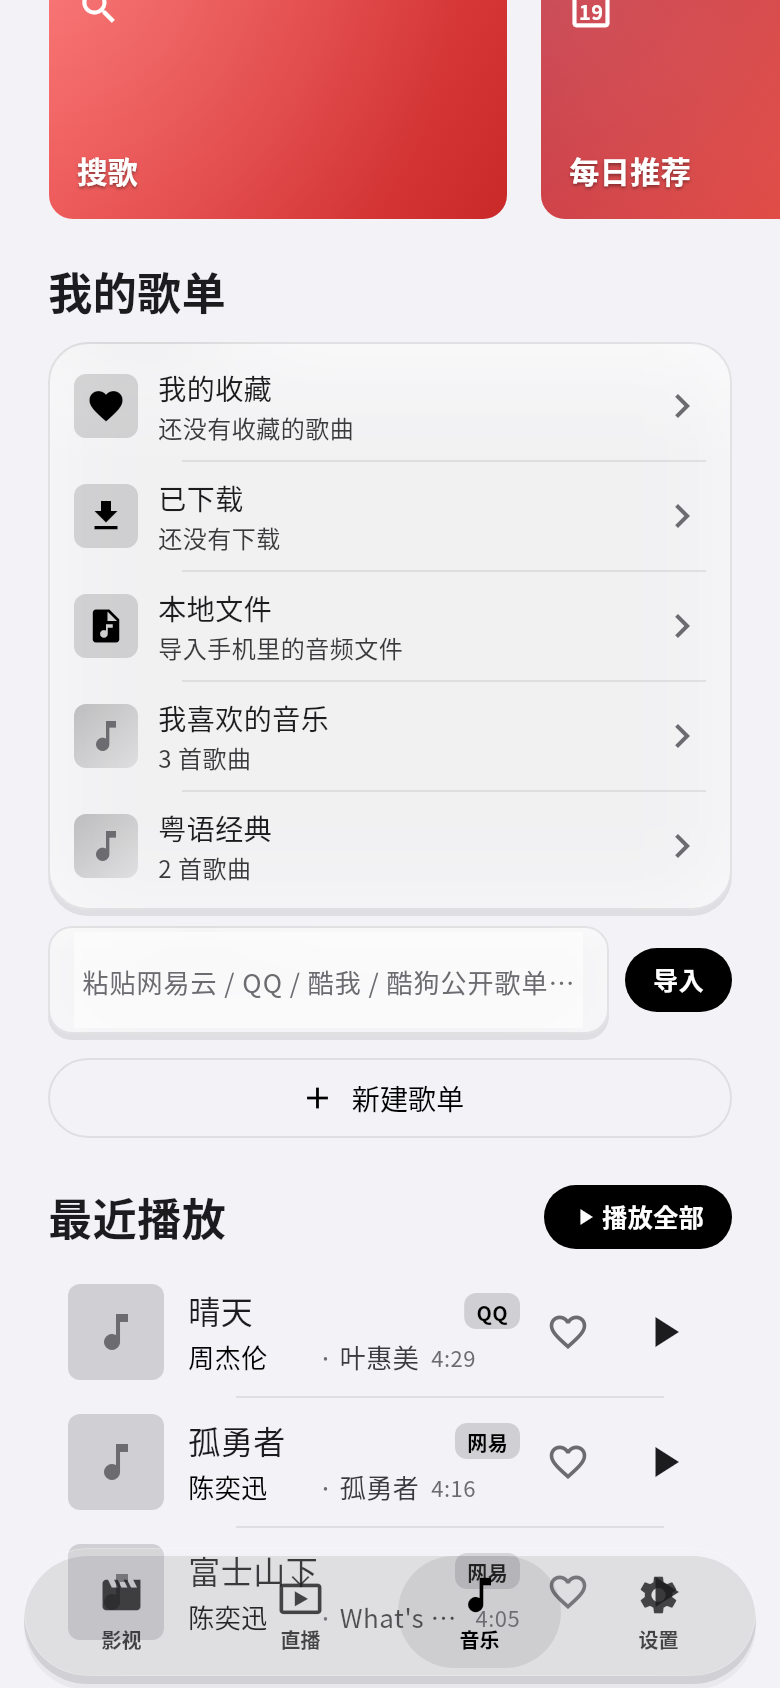 19
搜歌
每日推荐
我的歌单
我的收藏
还没有收藏的歌曲
已下载
还没有下载
本地文件
导入手机里的音频文件
我喜欢的音乐
3 首歌曲
粤语经典
2 首歌曲
粘贴网易云 / QQ / 酷我 / 酷狗公开歌单…
导入
新建歌单
最近播放
播放全部
晴天
QQ
周杰伦 · 叶惠美 4:29
孤勇者
网易
陈奕迅 · 孤勇者 4:16
富士山下
网易
陈奕迅 · What's … 4:05
影视
直播
音乐
设置